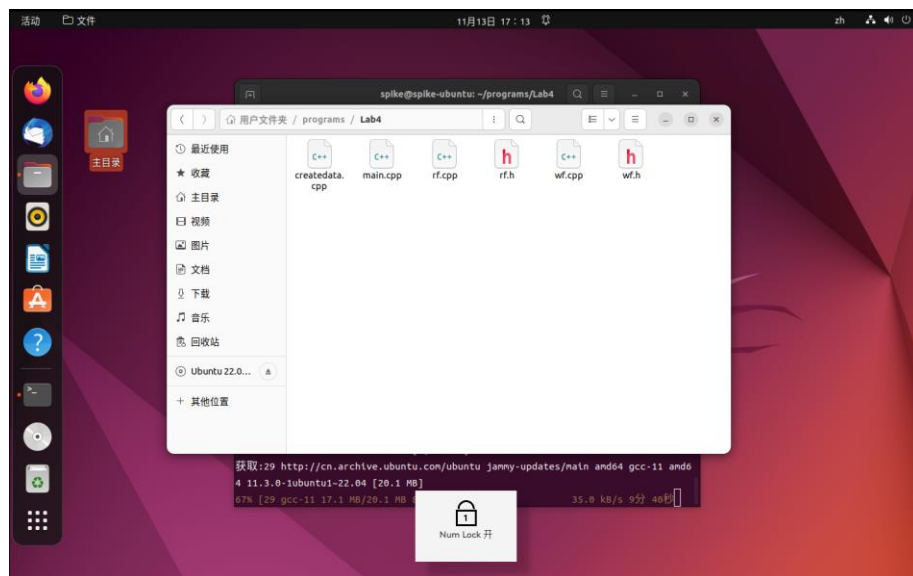 活动 文件 11月13日 17：13 zh
spike@spike-ubuntu: ~/programs/Lab4
用户文件夹 / programs / Lab4
主目录
最近使用
收藏
主目录
视频
图片
文档
下载
音乐
回收站
Ubuntu 22.0...
其他位置
createdata.cpp
main.cpp
rf.cpp
rf.h
wf.cpp
wf.h
获取:29 http://cn.archive.ubuntu.com/ubuntu jammy-updates/main amd64 gcc-11 amd6
4 11.3.0-1ubuntu1~22.04 [20.1 MB]
67% [29 gcc-11 17.1 MB/20.1 MB 35.0 kB/s 9分 40秒
Num Lock 开